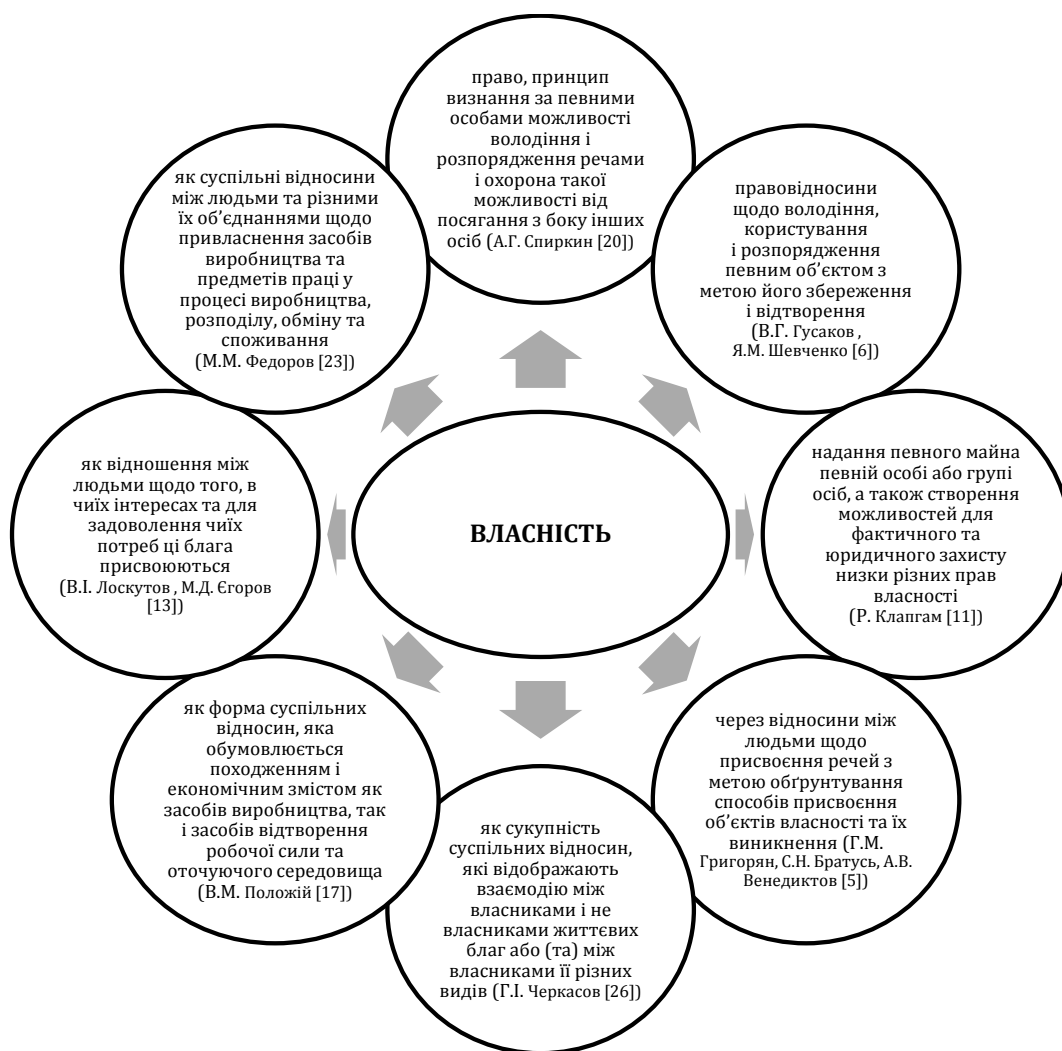 право, принцип
визнання за певними
особами можливості
володіння і
розпорядження речами
і охорона такої
можливості від
посягання з боку інших
осіб (А.Г. Спиркин [20])
правовідносини
щодо володіння,
користування
і розпорядження
певним об’єктом з
метою його збереження
і відтворення
(В.Г. Гусаков ,
Я.М. Шевченко [6])
надання певного майна
певній особі або групі
осіб, а також створення
можливостей для
фактичного та
юридичного захисту
низки різних прав
власності
(Р. Клапгам [11])
через відносини між
людьми щодо
присвоєння речей з
метою обґрунтування
способів присвоєння
об’єктів власності та їх
виникнення (Г.М.
Григорян, С.Н. Братусь, А.В.
Венедиктов [5])
як сукупність
суспільних відносин,
які відображають
взаємодію між
власниками і не
власниками життєвих
благ або (та) між
власниками її різних
видів (Г.І. Черкасов [26])
як форма суспільних
відносин, яка
обумовлюється
походженням і
економічним змістом як
засобів виробництва, так
і засобів відтворення
робочої сили та
оточуючого середовища
(В.М. Положій [17])
як відношення між
людьми щодо того, в
чиїх інтересах та для
задоволення чиїх
потреб ці блага
присвоюються
(В.І. Лоскутов , М.Д. Єгоров
[13])
як суспільні відносини
між людьми та різними
їх об’єднаннями щодо
привласнення засобів
виробництва та
предметів праці у
процесі виробництва,
розподілу, обміну та
споживання
(М.М. Федоров [23])
ВЛАСНІСТЬ